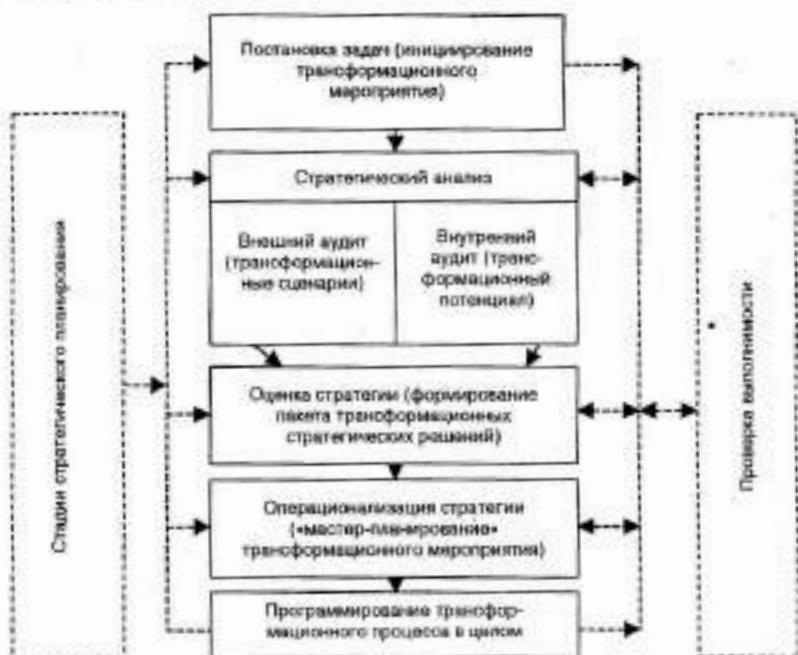 Постановка задач (инициирование
трансформационного
мероприятия)
Стратегический анализ
Внешний аудит
(трансформацион-
ные сценарии)
Внутренний
аудит (транс-
формационный
потенциал)
Оценка стратегии (формирование
пакета трансформационных
стратегических решений)
Операционализация стратегии
(«мастер-планирование»
трансформационного мероприятия)
Программирование трансфор-
мационного процесса в целом
Стадии стратегического планирования
Проверка выполнимости